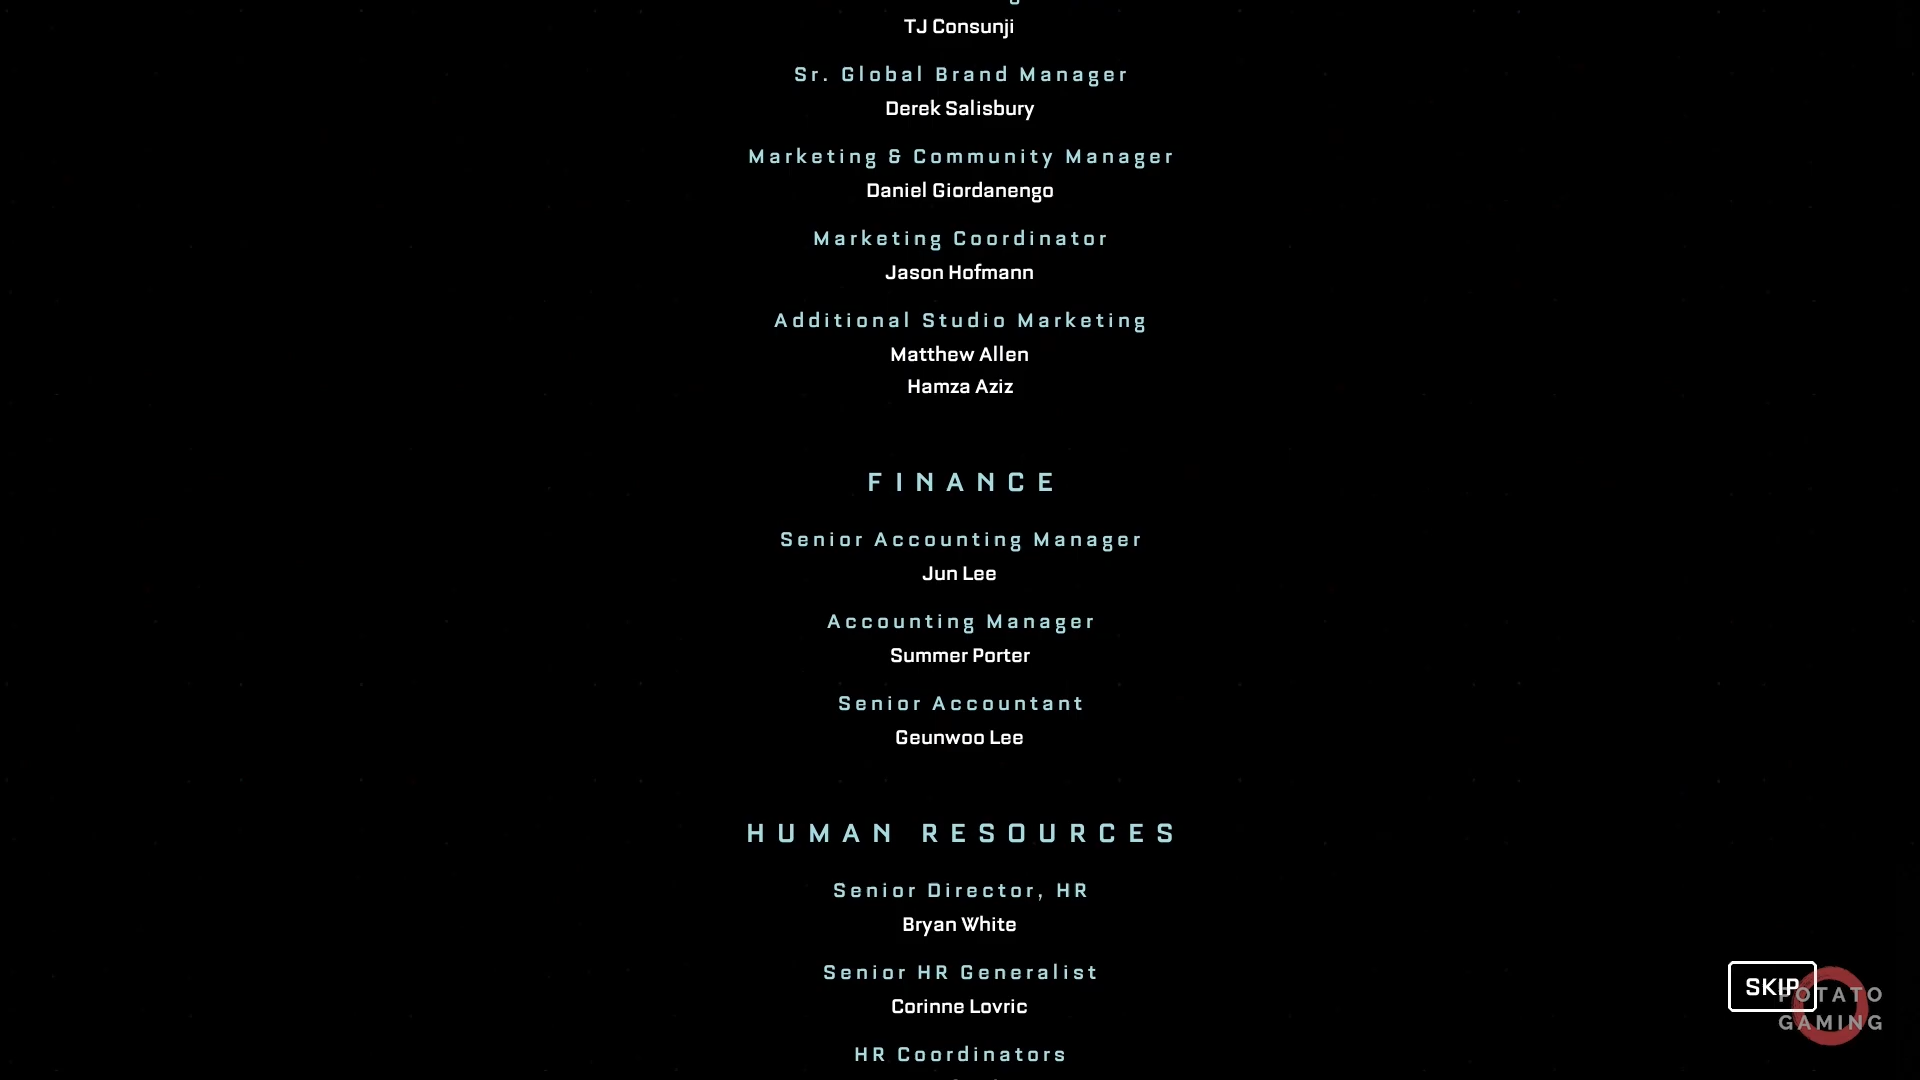 TJ Consunji
Sr. Global Brand Manager
Derek Salisbury
Marketing & Community Manager
Daniel Giordanengo
Marketing Coordinator
Jason Hofmann
Additional Studio Marketing
Matthew Allen
Hamza Aziz
FINANCE
Senior Accounting Manager
Jun Lee
Accounting Manager
Summer Porter
Senior Accountant
Geunwoo Lee
HUMAN RESOURCES
Senior Director, HR
Bryan White
Senior HR Generalist
Corinne Lovric
HR Coordinators
SKIP
POTATO
GAMING